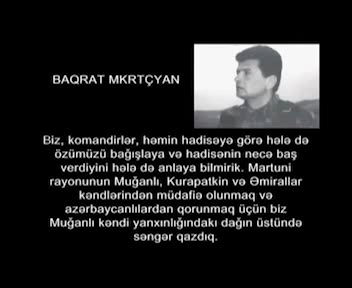 BAQRAT MKRTÇYAN
Biz, komandirlər, həmin hadisəyə görə hələ də
özümüzü bağışlaya və hadisənin necə baş
verdiyini hələ də anlaya bilmirik. Martuni
rayonunun Muğanlı, Kurapatkin və Əmirallar
kəndlərinden müdafiə olunmaq və
azərbaycanlılardan qorunmaq üçün biz
Muğanlı kəndi yanxınlığındakı dağın üstündə
səngər qazdıq.